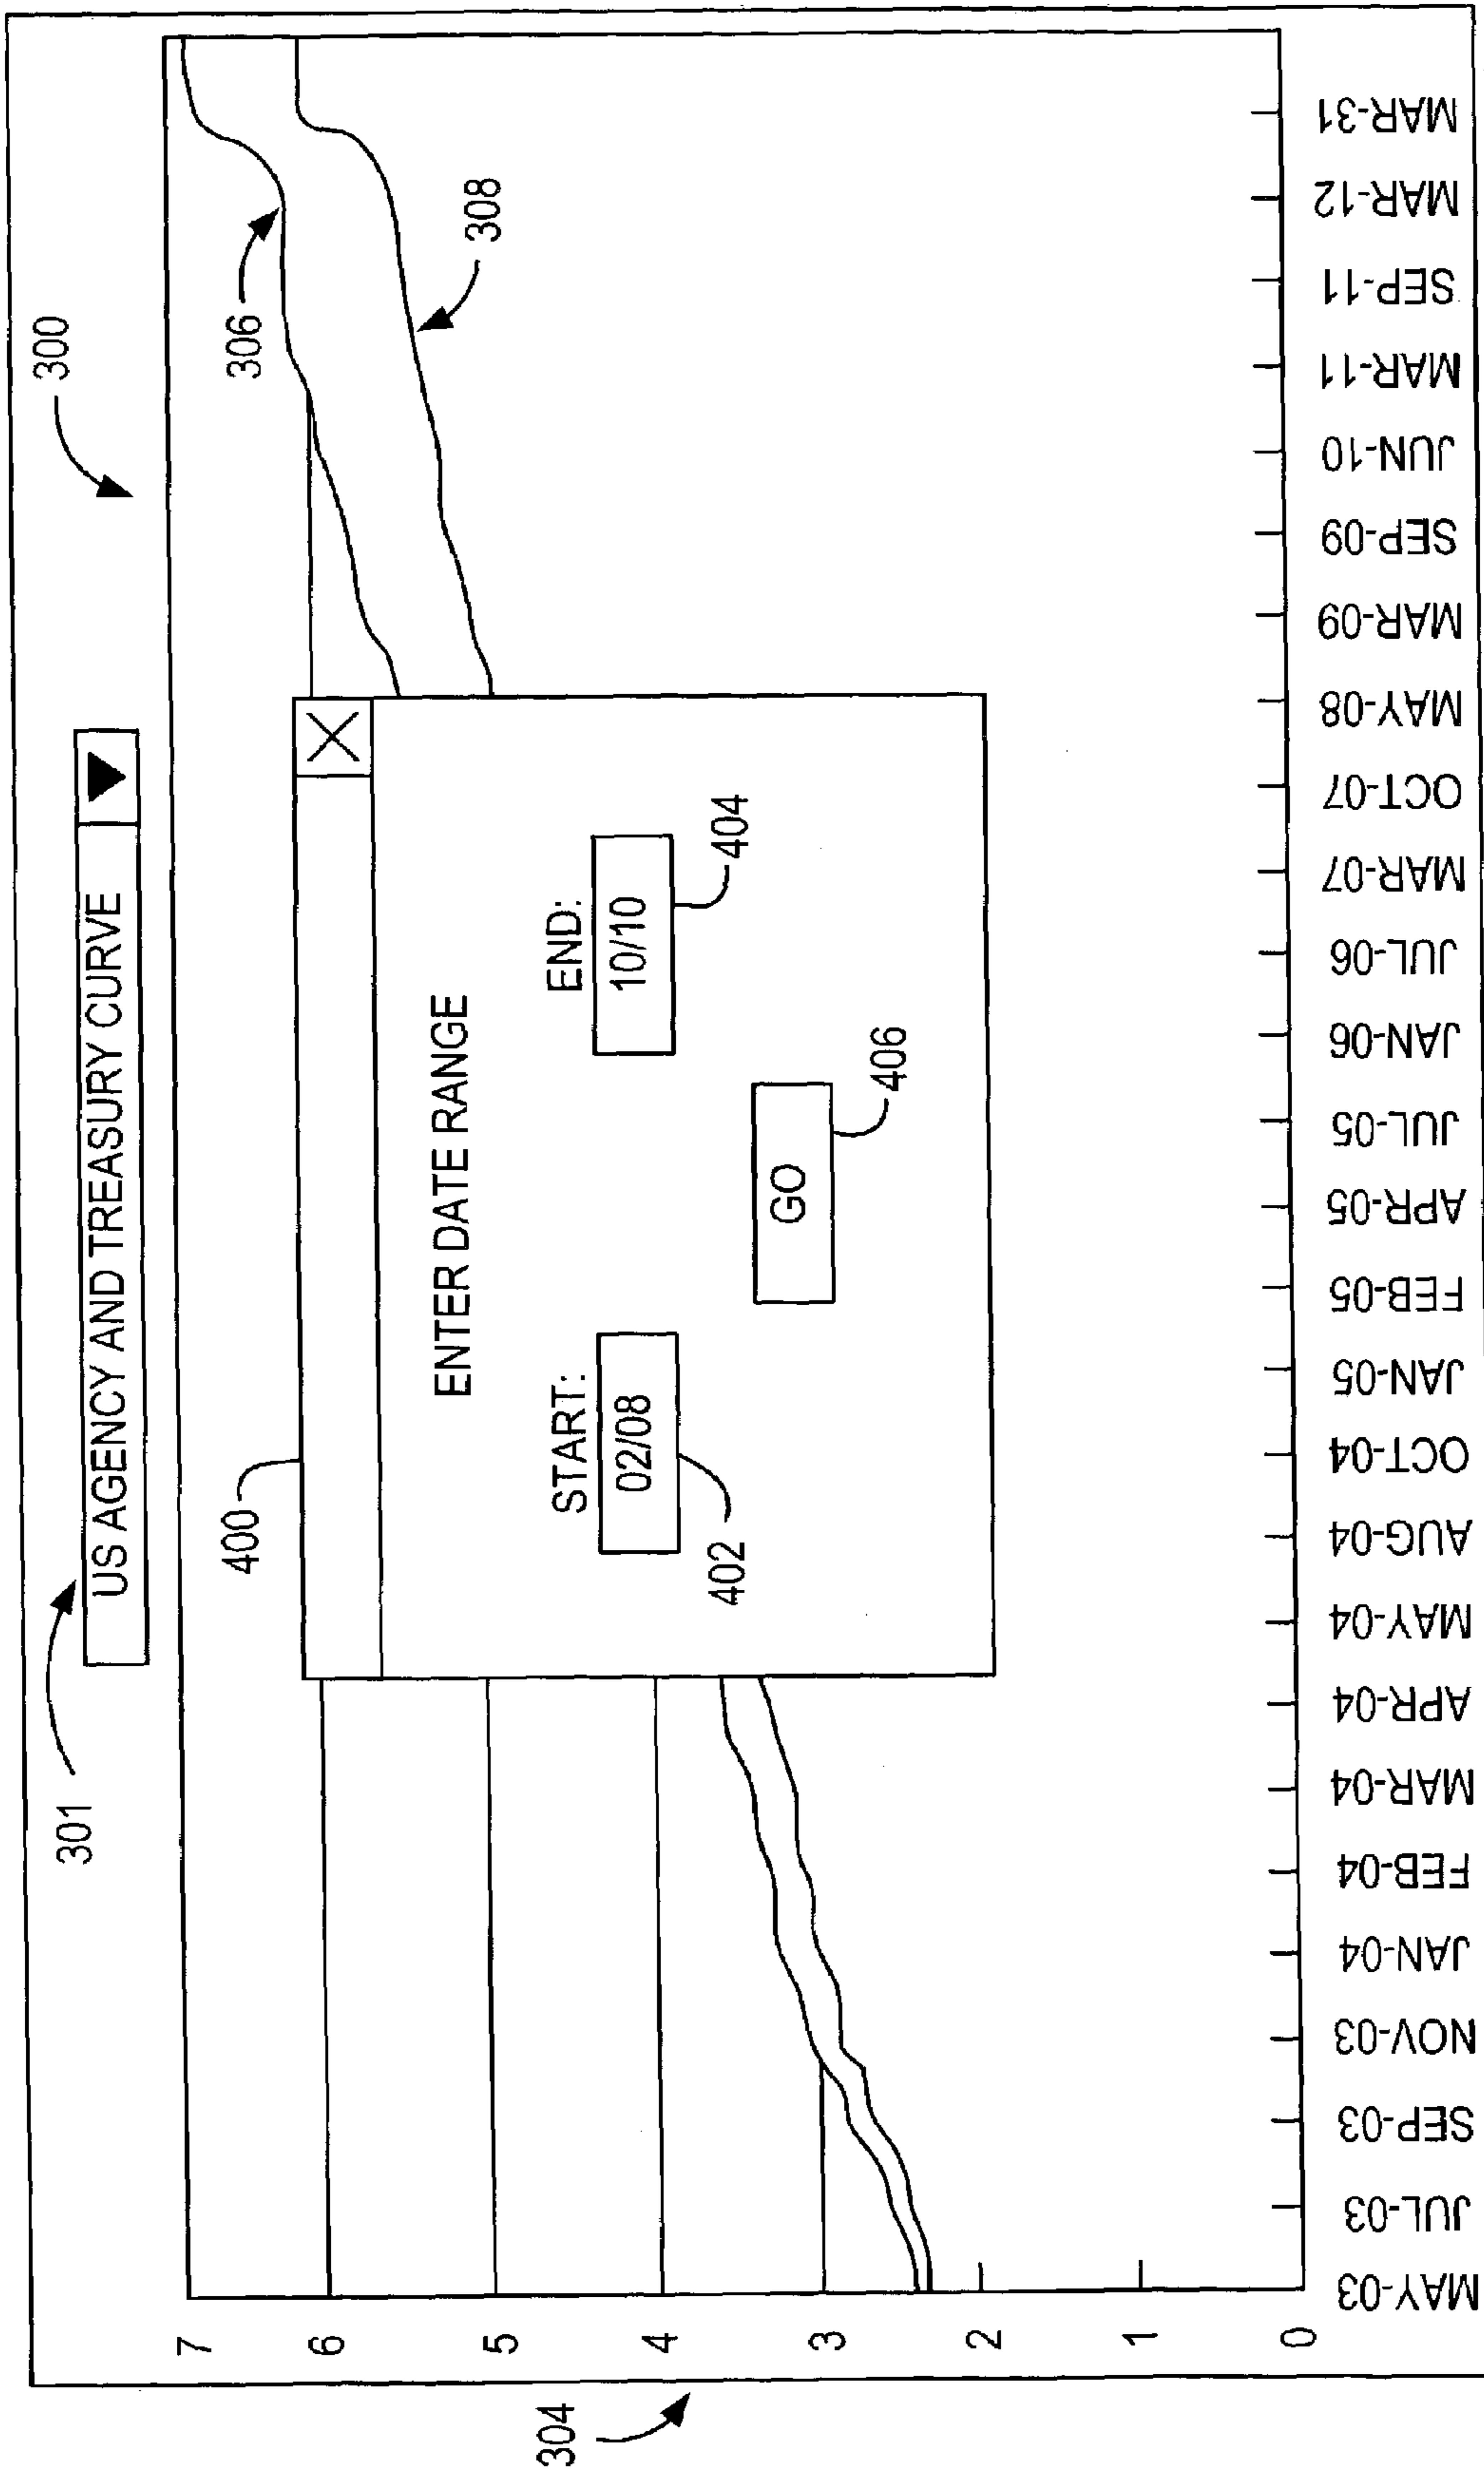 300
301
US AGENCY AND TREASURY CURVE
304
7
6
5
4
3
2
1
0
306
308
400
ENTER DATE RANGE
START:
02/08
402
END:
10/10
404
GO
406
MAY-03
JUL-03
SEP-03
NOV-03
JAN-04
FEB-04
MAR-04
APR-04
MAY-04
AUG-04
OCT-04
JAN-05
FEB-05
APR-05
JUL-05
JAN-06
JUL-06
MAR-07
OCT-07
MAY-08
MAR-09
SEP-09
JUN-10
MAR-11
SEP-11
MAR-12
MAR-31